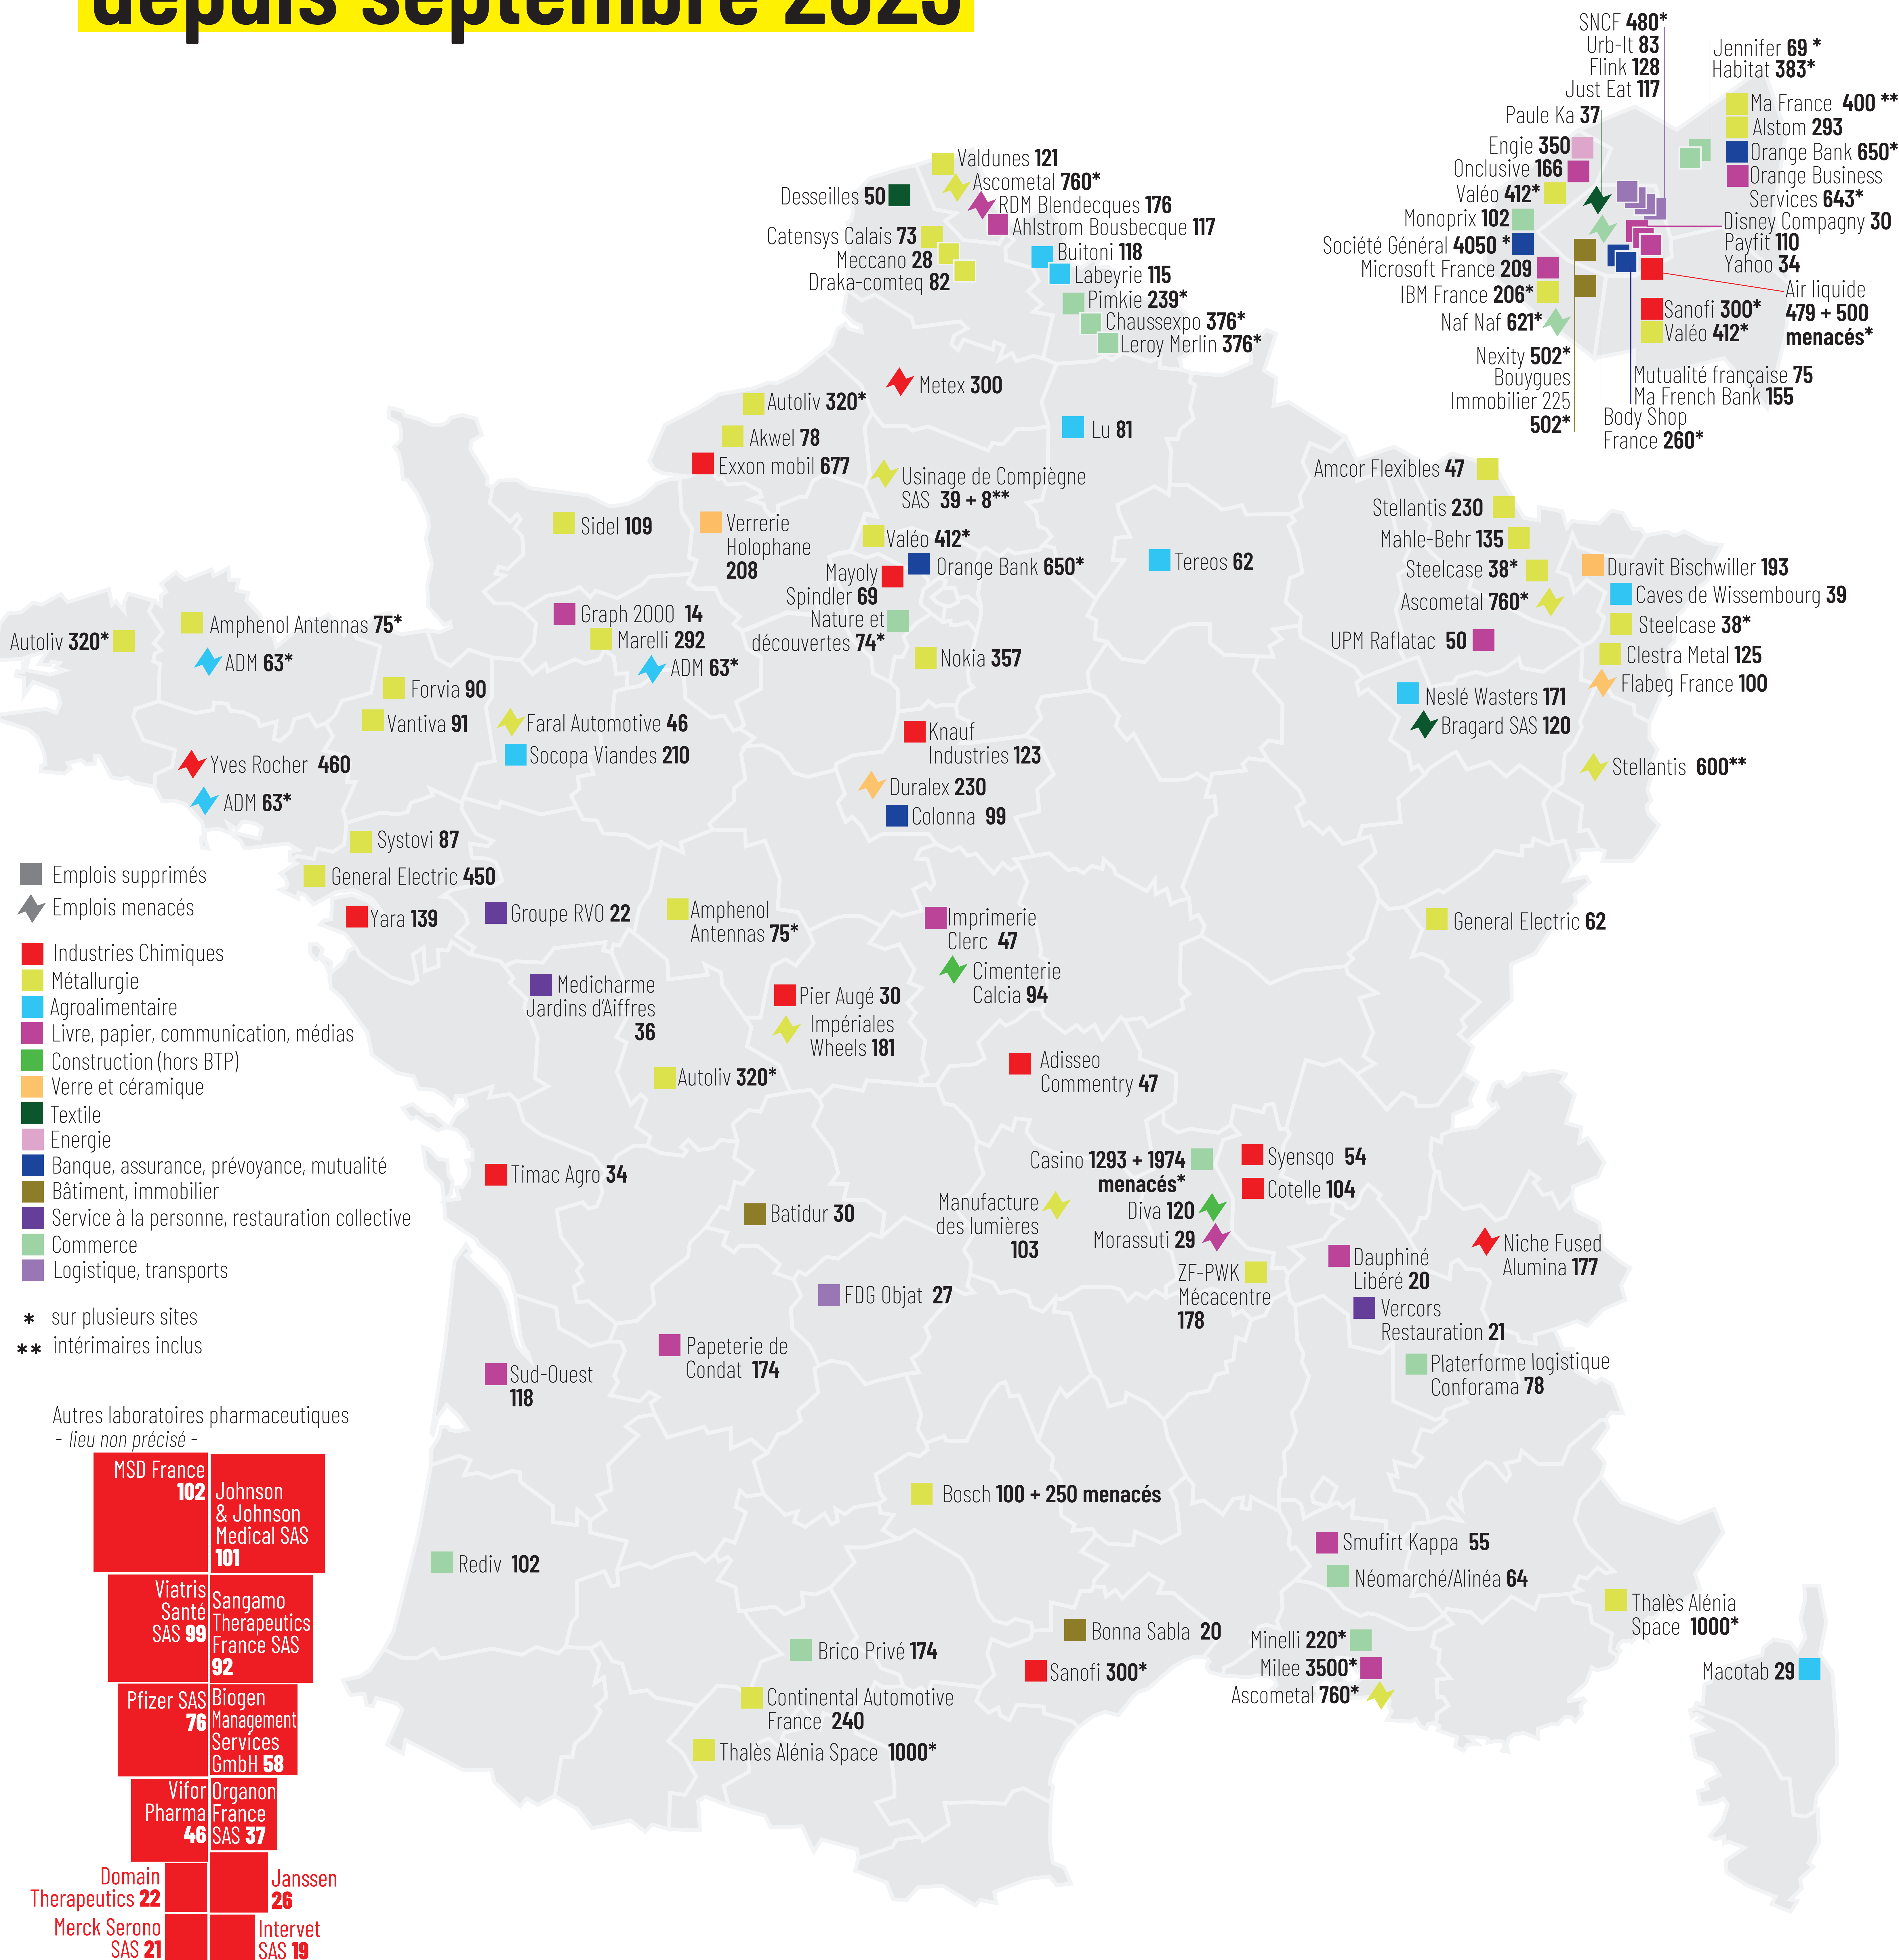 depuis septembre 2023
SNCF 480*
Urb-It 83
Flink 128
Just Eat 117
Jennifer 69 *
Habitat 383*
Paule Ka 37
Engie 350
Onclusive 166
Valéo 412*
Monoprix 102
Société Général 4050 *
Microsoft France 209
IBM France 206*
Naf Naf 621*
Nexity 502*
Bouygues
Immobilier 225
502*
Ma France 400 **
Alstom 293
Orange Bank 650*
Orange Business
Services 643*
Disney Compagny 30
Payfit 110
Yahoo 34
Air liquide
479 + 500
menacés*
Sanofi 300*
Valéo 412*
Mutualité française 75
Ma French Bank 155
Body Shop
France 260*
Valdunes 121
Ascometal 760*
RDM Blendecques 176
Ahlstrom Bousbecque 117
Desseilles 50
Catensys Calais 73
Meccano 28
Draka-comteq 82
Buitoni 118
Labeyrie 115
Pimkie 239*
Chaussexpo 376*
Leroy Merlin 376*
Metex 300
Autoliv 320*
Akwel 78
Exxon mobil 677
Lu 81
Usinage de Compiègne
SAS 39 + 8**
Sidel 109
Verrerie
Holophane
208
Valéo 412*
Orange Bank 650*
Mayoly
Spindler 69
Nature et
découvertes 74*
Nokia 357
Tereos 62
Amcor Flexibles 47
Stellantis 230
Mahle-Behr 135
Steelcase 38*
Ascometal 760*
UPM Raflatac 50
Duravit Bischwiller 193
Caves de Wissembourg 39
Steelcase 38*
Clestra Metal 125
Flabeg France 100
Neslé Wasters 171
Bragard SAS 120
Stellantis 600**
Graph 2000 14
Marelli 292
ADM 63*
Autoliv 320*
Amphenol Antennas 75*
ADM 63*
Forvia 90
Vantiva 91
Faral Automotive 46
Socopa Viandes 210
Yves Rocher 460
ADM 63*
Knauf
Industries 123
Duralex 230
Colonna 99
Systovi 87
General Electric 450
Yara 139
Groupe RVO 22
Amphenol
Antennas 75*
Imprimerie
Clerc 47
Cimenterie
Calcia 94
General Electric 62
Medicharme
Jardins d'Aiffres
36
Pier Augé 30
Impériales
Wheels 181
Autoliv 320*
Adisseo
Commentry 47
Emplois supprimés
Emplois menacés
Industries Chimiques
Métallurgie
Agroalimentaire
Livre, papier, communication, médias
Construction (hors BTP)
Verre et céramique
Textile
Energie
Banque, assurance, prévoyance, mutualité
Bâtiment, immobilier
Service à la personne, restauration collective
Commerce
Logistique, transports
* sur plusieurs sites
** intérimaires inclus
Timac Agro 34
Batidur 30
Casino 1293 + 1974
menacés*
Manufacture
des lumières
103
Diva 120
Morassuti 29
Syensqo 54
Cotelle 104
ZF-PWK
Mécacentre
178
Dauphiné
Libéré 20
Vercors
Restauration 21
Niche Fused
Alumina 177
Platerforme logistique
Conforama 78
FDG Objat 27
Papeterie de
Condat 174
Sud-Ouest
118
Bosch 100 + 250 menacés
Rediv 102
Smufirt Kappa 55
Néomarché/Alinéa 64
Thalès Alénia
Space 1000*
Bonna Sabla 20
Sanofi 300*
Minelli 220*
Milee 3500*
Ascometal 760*
Macotab 29
Brico Privé 174
Continental Automotive
France 240
Thalès Alénia Space 1000*
Autres laboratoires pharmaceutiques
- lieu non précisé -
MSD France
102
Johnson
& Johnson
Medical SAS
101
Viatris
Santé
SAS 99
Sangamo
Therapeutics
France SAS
92
Pfizer SAS
76
Biogen
Management
Services
GmbH 58
Vifor
Pharma
46
Organon
France
SAS 37
Domain
Therapeutics 22
Janssen
26
Merck Serono
SAS 21
Intervet
SAS 19